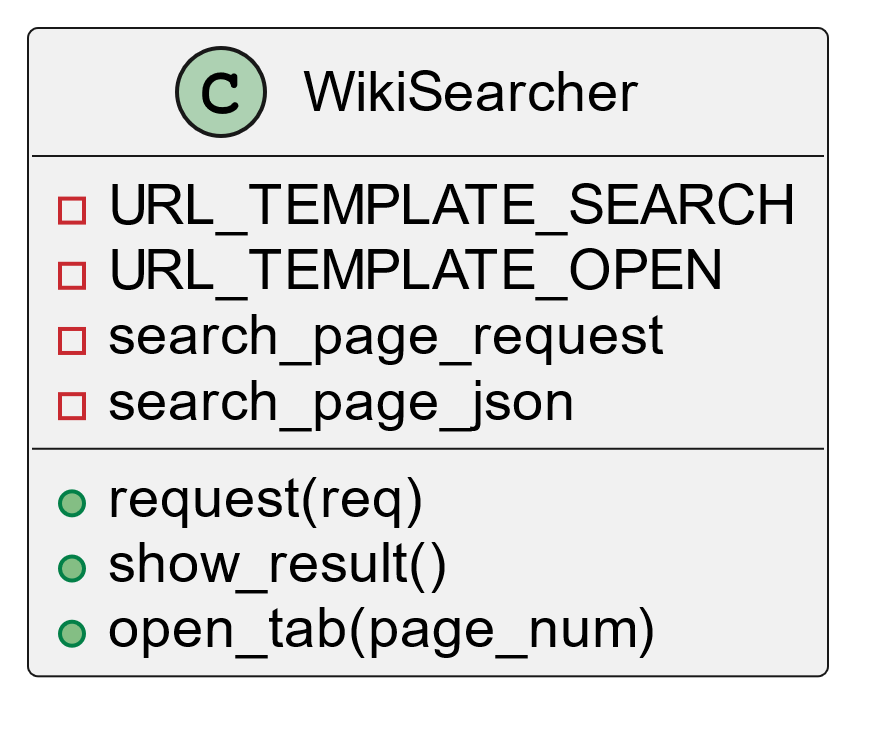 C WikiSearcher
URL_TEMPLATE_SEARCH
URL_TEMPLATE_OPEN
search_page_request
search_page_json
request(req)
show_result()
open_tab(page_num)